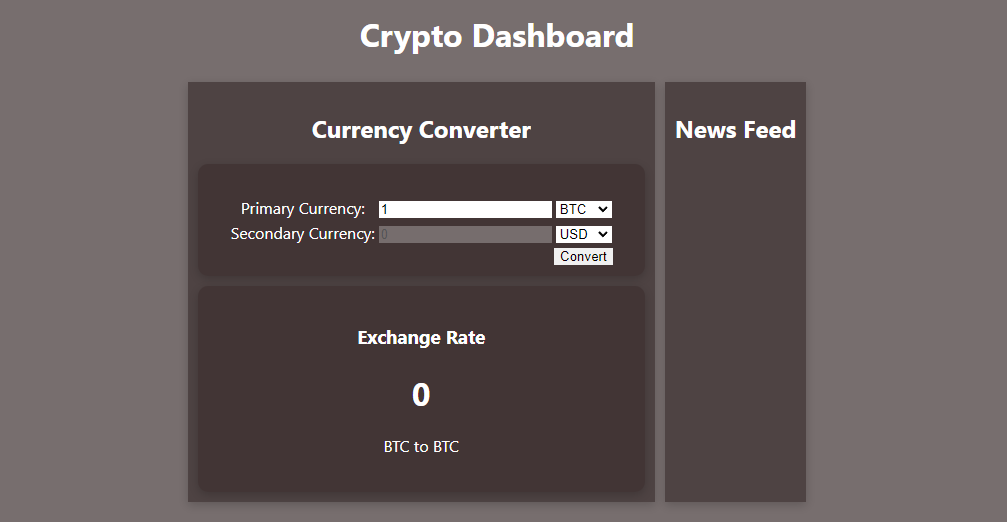 Crypto Dashboard
Currency Converter
Primary Currency: 1 BTC
Secondary Currency: 0 USD
Convert
Exchange Rate
0
BTC to BTC
News Feed